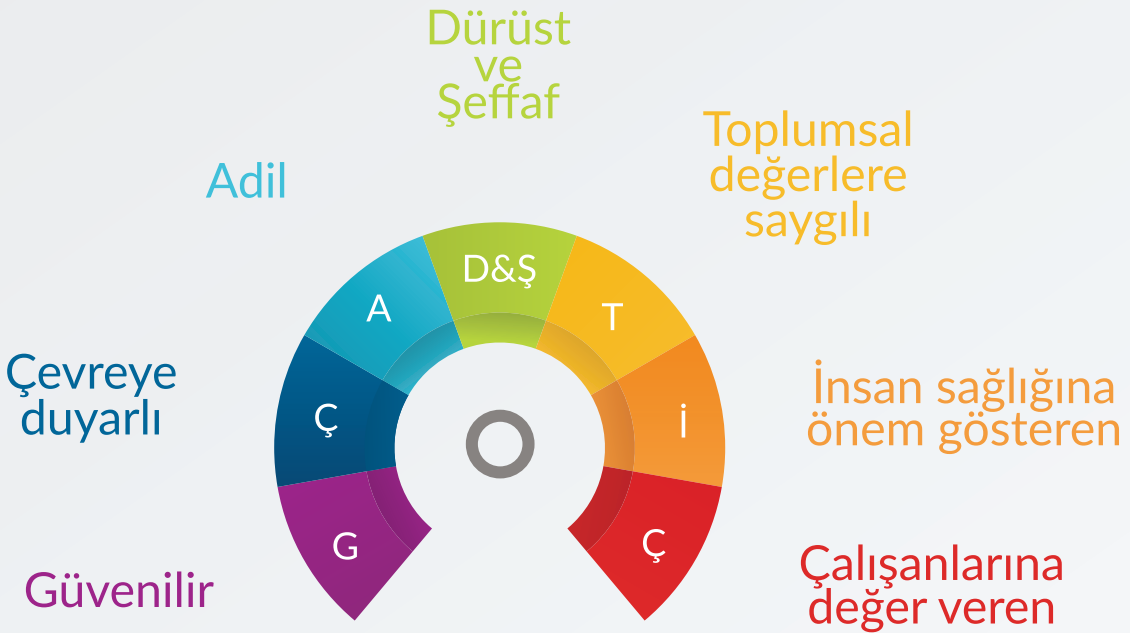 Dürüst
ve
Şeffaf
Toplumsal
değerlere
saygılı
Adil
D&Ş
A
T
Çevreye
duyarlı
Ç
İ
İnsan sağlığına
önem gösteren
G
Ç
Güvenilir
Çalışanlarına
değer veren